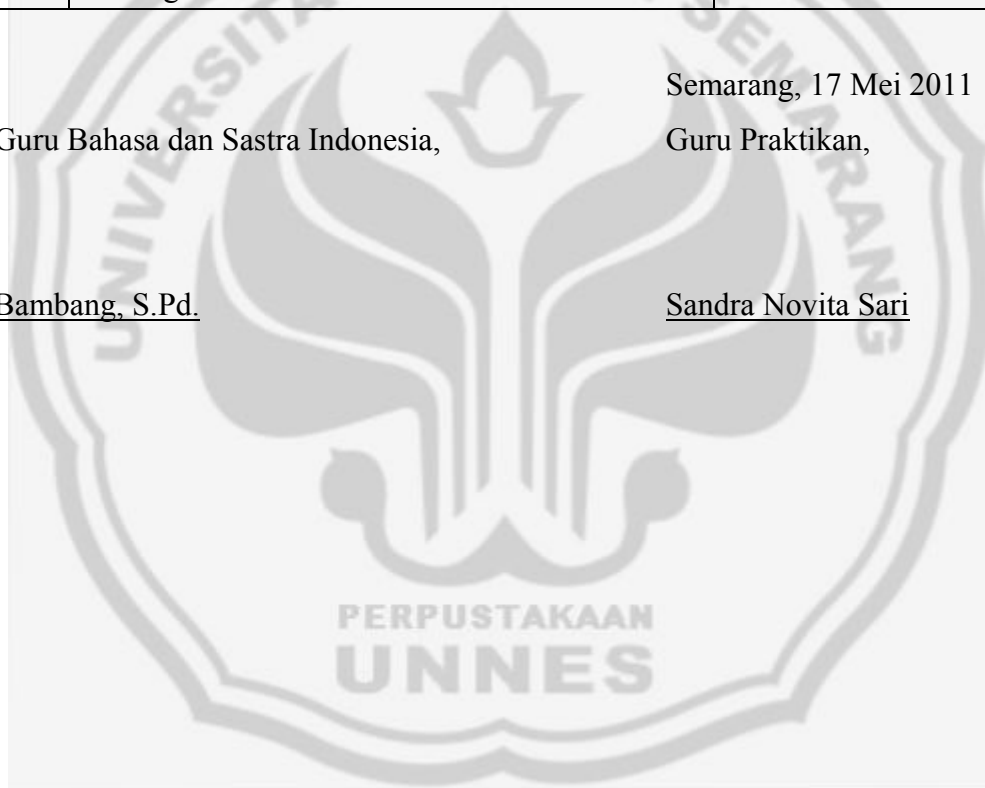 Semarang, 17 Mei 2011
Guru Bahasa dan Sastra Indonesia, Guru Praktikan,
Bambang, S.Pd. Sandra Novita Sari
PERPUSTAKAAN
UNNES